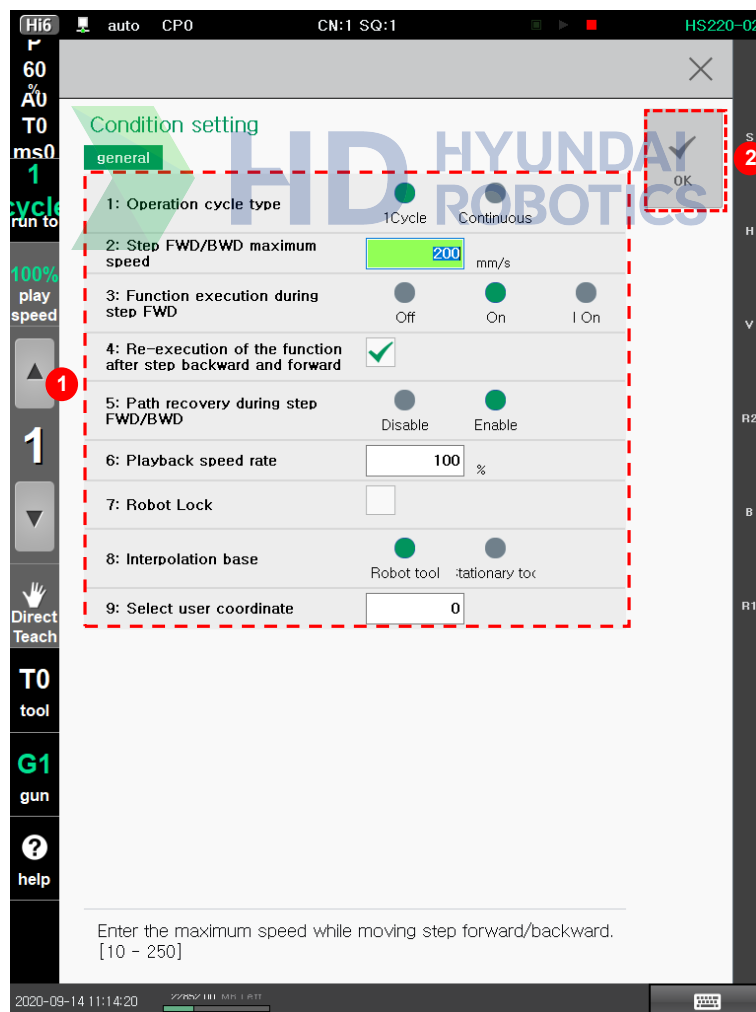 Hi6 auto CP0 CN:1 SQ:1 HS220-02
P
60
%
A0
T0
ms0
1
cycle
run to
100%
play
speed
1
Direct
Teach
T0
tool
G1
gun
?
help
Condition setting
general
HD HYUNDAI
ROBOTICS
OK
1
2
1: Operation cycle type
1Cycle Continuous
2: Step FWD/BWD maximum
speed
200 mm/s
3: Function execution during
step FWD
Off On I On
4: Re-execution of the function
after step backward and forward
5: Path recovery during step
FWD/BWD
Disable Enable
6: Playback speed rate
100 %
7: Robot Lock
8: Interpolation base
Robot tool
9: Select user coordinate
0
Enter the maximum speed while moving step forward/backward.
[10 - 250]
S
H
V
R2
B
R1
2020-09-14 11:14:20